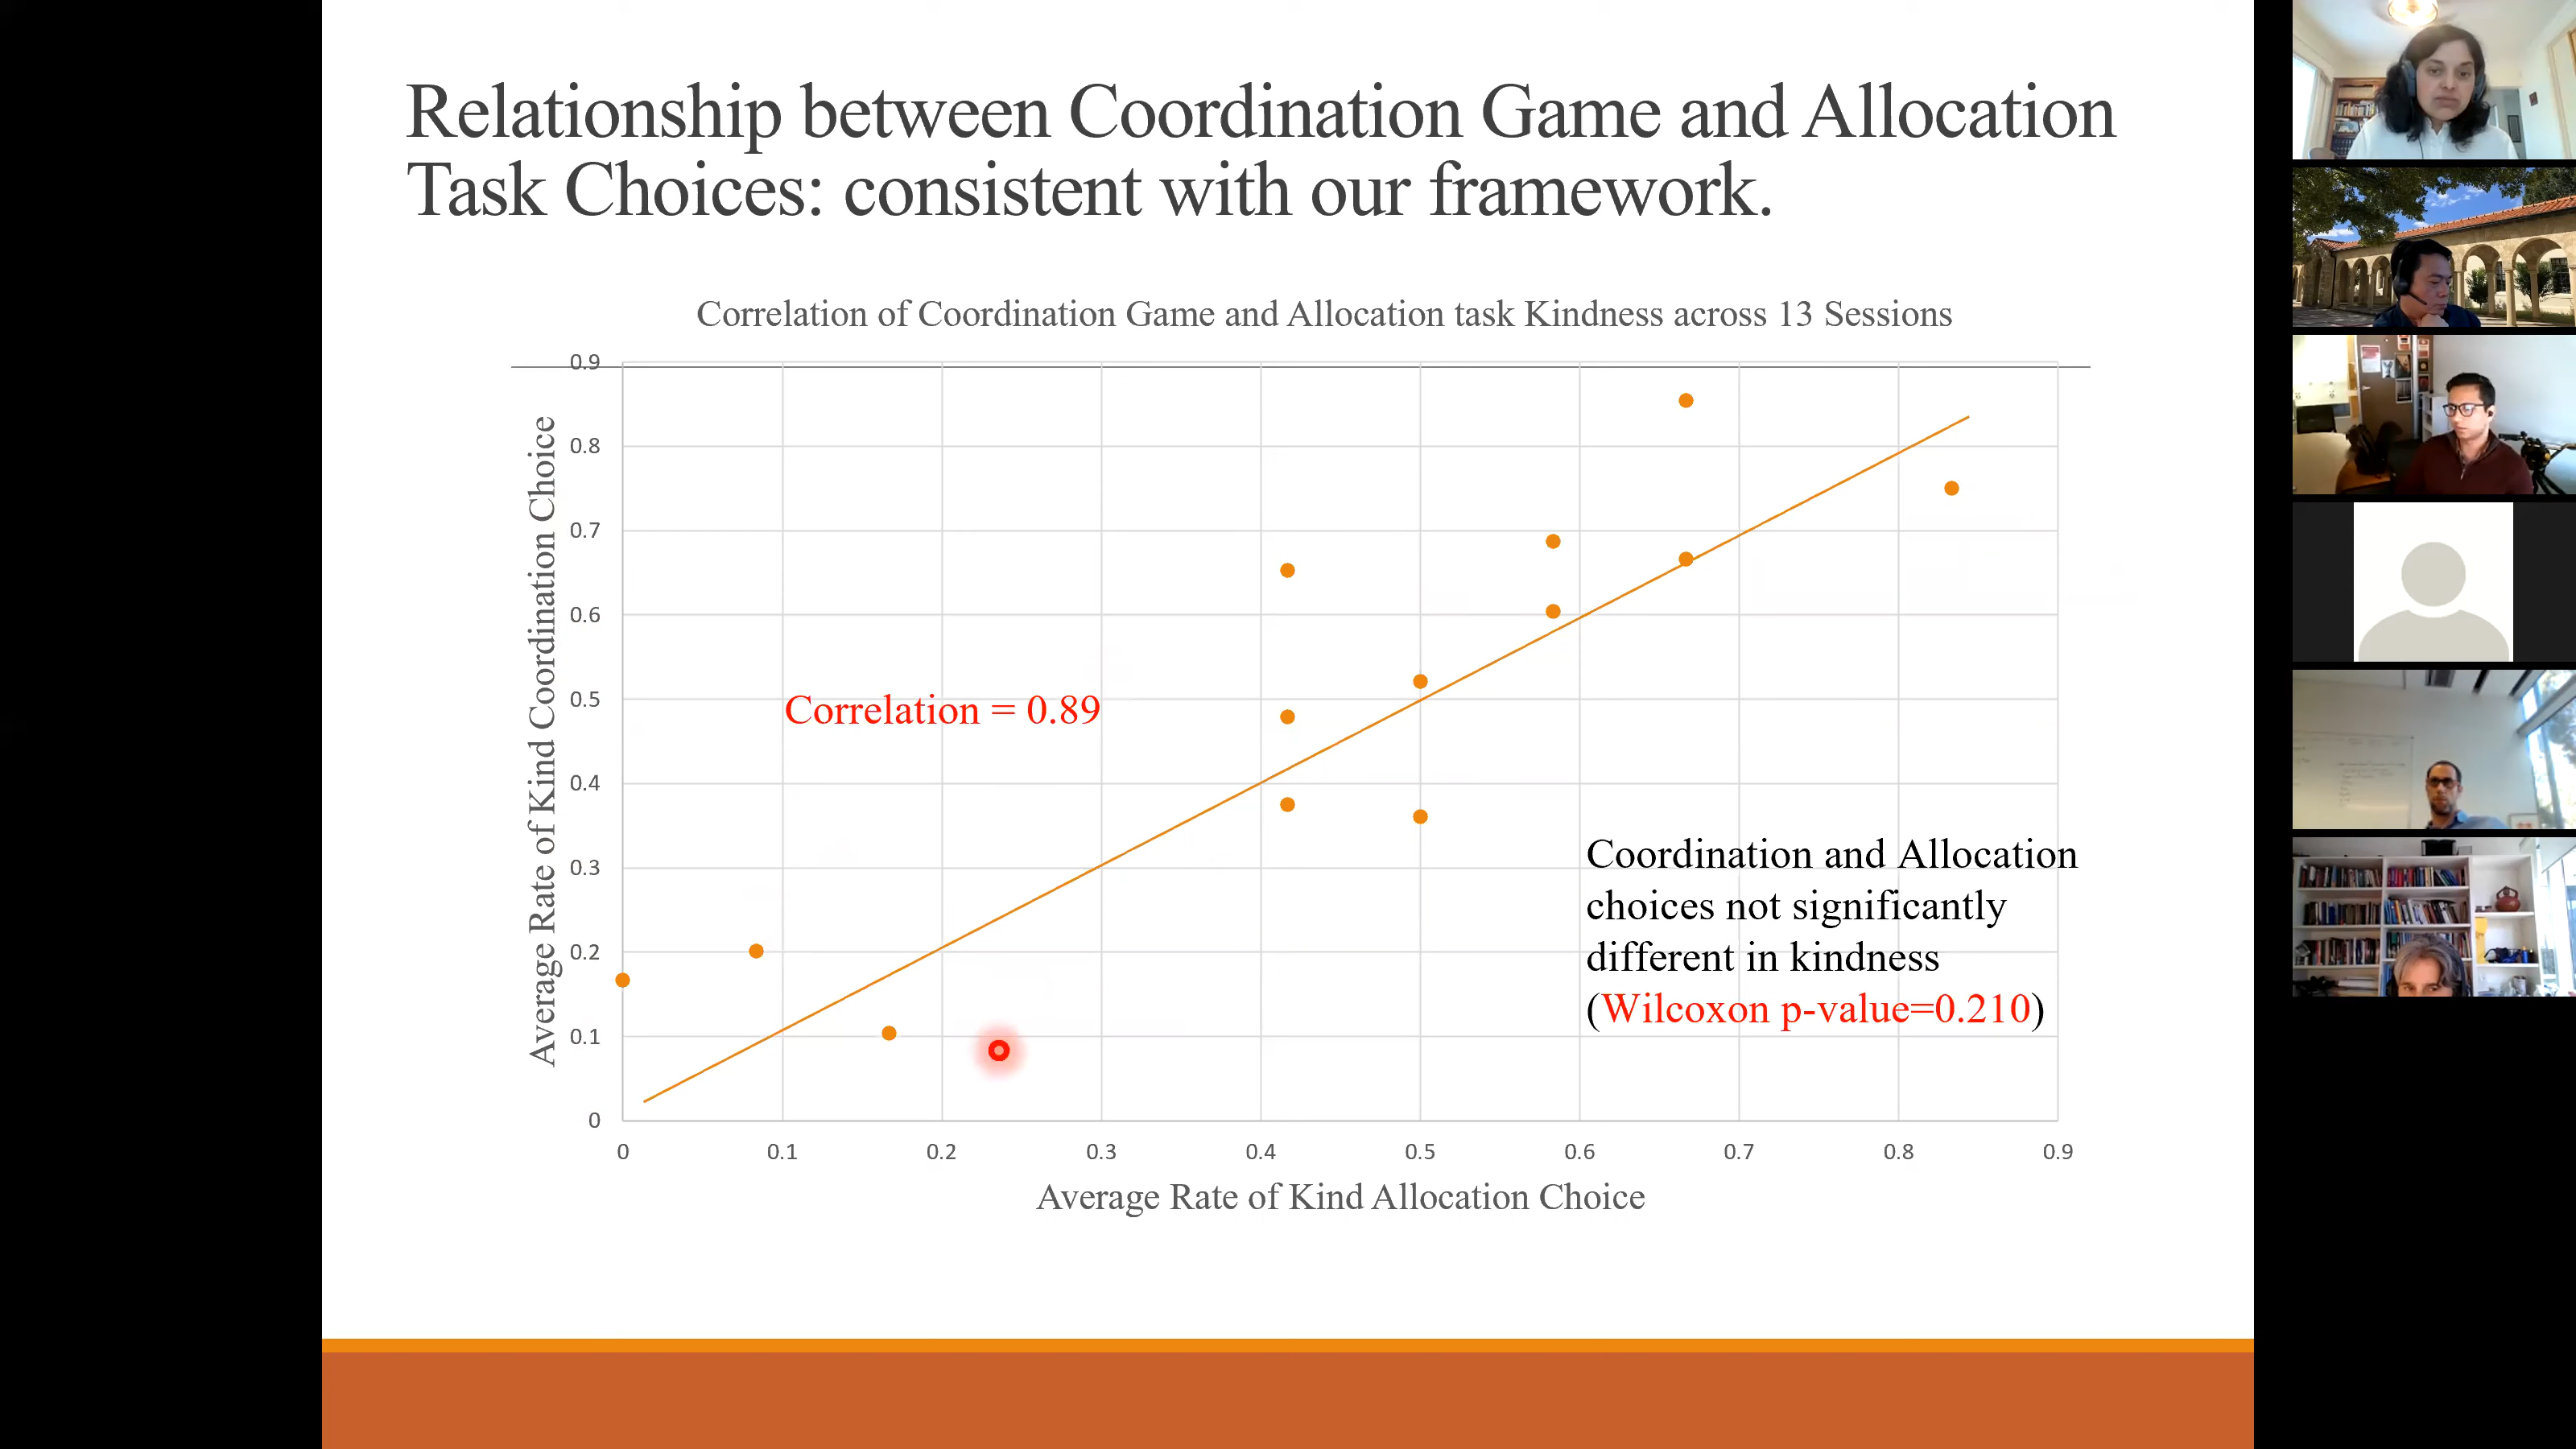 Relationship between Coordination Game and Allocation
Task Choices: consistent with our framework.
Correlation of Coordination Game and Allocation task Kindness across 13 Sessions
Average Rate of Kind Coordination Choice
0.9
0.8
0.7
0.6
0.5
0.4
0.3
0.2
0.1
0
Correlation = 0.89
Coordination and Allocation
choices not significantly
different in kindness
(Wilcoxon p-value=0.210)
0 0.1 0.2 0.3 0.4 0.5 0.6 0.7 0.8 0.9
Average Rate of Kind Allocation Choice